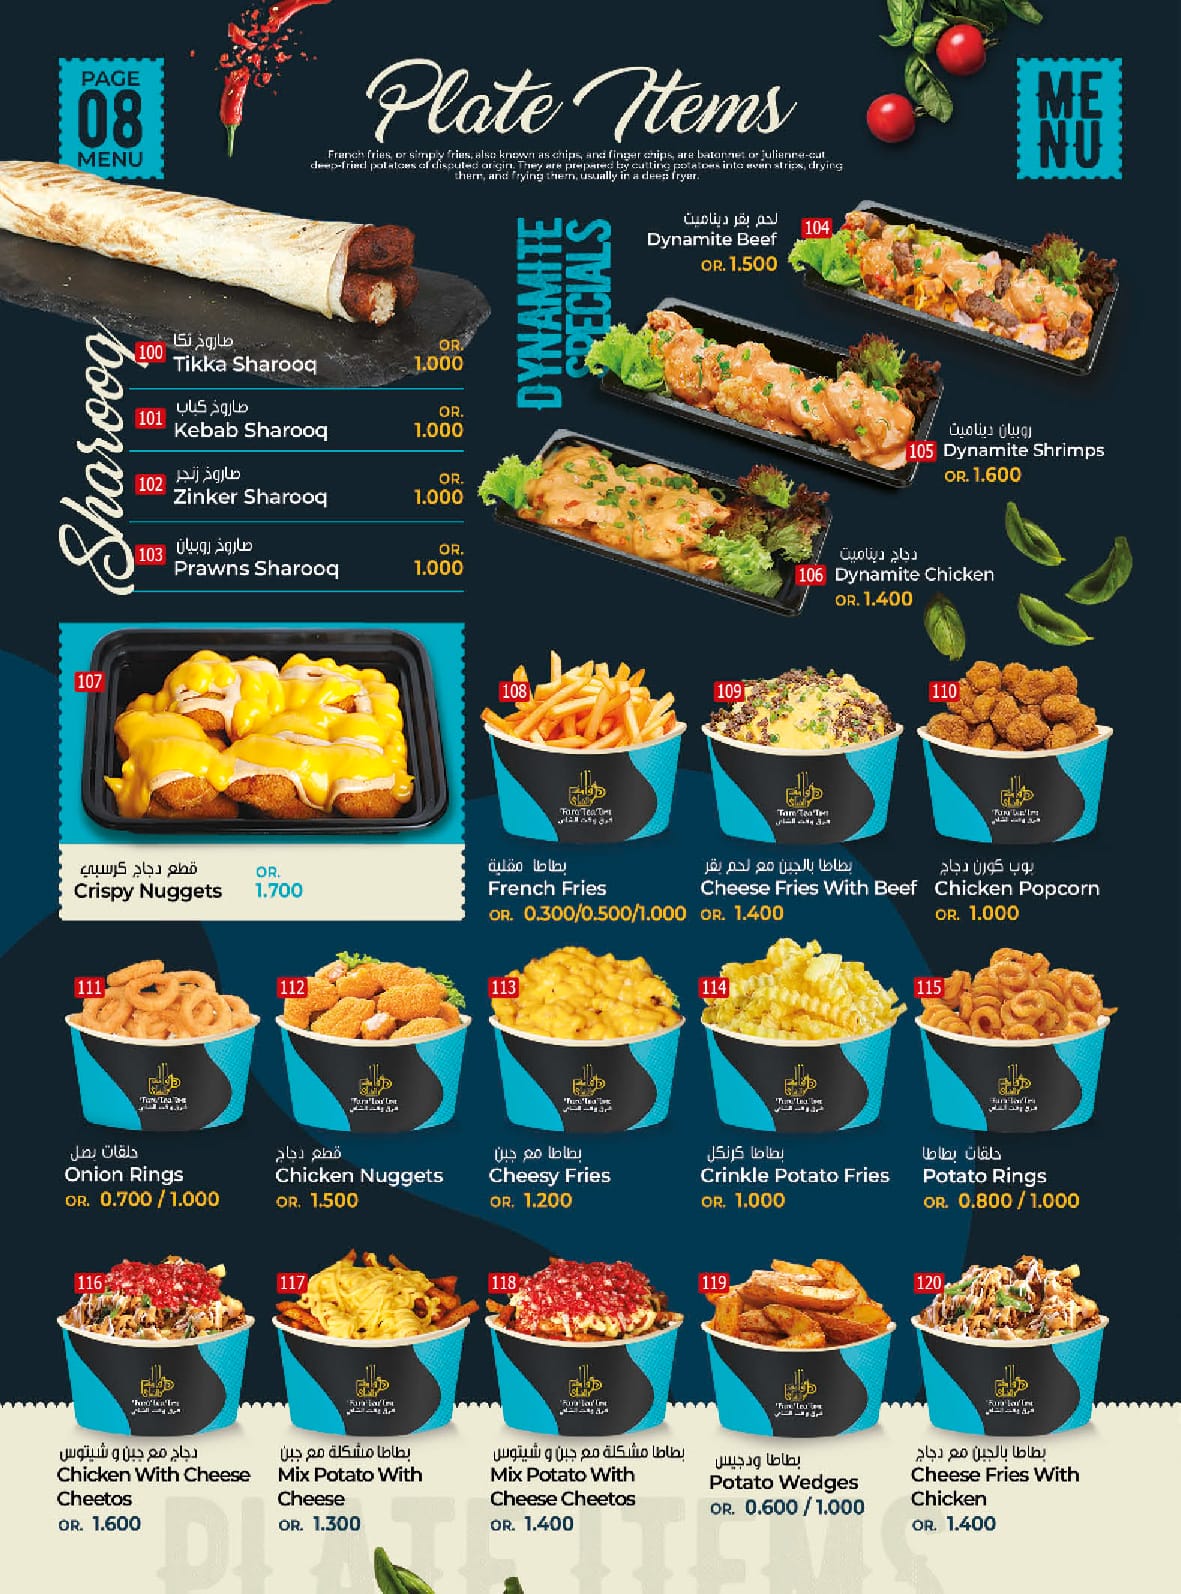 PAGE
08
MENU
Plate Items
French fries, or simply fries, also known as chips, and finger chips, are batonnet or julienne-cut
deep-fried potatoes of disputed origin. They are prepared by cutting potatoes into even strips, drying
them, and frying them, usually in a deep fryer.
ME
NU
Sharooq
100
صاروخ تكا
Tikka Sharooq
OR.
1.000
101
صاروخ كباب
Kebab Sharooq
OR.
1.000
102
صاروخ زنجر
Zinker Sharooq
OR.
1.000
103
صاروخ روبيان
Prawns Sharooq
OR.
1.000
DYNAMITE
SPECIALS
104
لحم بقر ديناميت
Dynamite Beef
OR. 1.500
105
روبيان ديناميت
Dynamite Shrimps
OR. 1.600
106
دجاج ديناميت
Dynamite Chicken
OR. 1.400
107
قطع دجاج كرسبي
Crispy Nuggets
OR.
1.700
108
بطاطا مقلية
French Fries
OR. 0.300/0.500/1.000
109
بطاطا بالجبن مع لحم بقر
Cheese Fries With Beef
OR. 1.400
110
بوب كورن دجاج
Chicken Popcorn
OR. 1.000
111
حلقات بصل
Onion Rings
OR. 0.700 / 1.000
112
قطع دجاج
Chicken Nuggets
OR. 1.500
113
بطاطا مع جبن
Cheesy Fries
OR. 1.200
114
بطاطا كرنكل
Crinkle Potato Fries
OR. 1.000
115
حلقات بطاطا
Potato Rings
OR. 0.800 / 1.000
116
دجاج مع جبن و شيتوس
Chicken With Cheese
Cheetos
OR. 1.600
117
بطاطا مشكلة مع جبن
Mix Potato With
Cheese
OR. 1.300
118
بطاطا مشكلة مع جبن و شيتوس
Mix Potato With
Cheese Cheetos
OR. 1.400
119
بطاطا ودجيس
Potato Wedges
OR. 0.600 / 1.000
120
بطاطا بالجبن مع دجاج
Cheese Fries With
Chicken
OR. 1.400
PLATE ITEMS